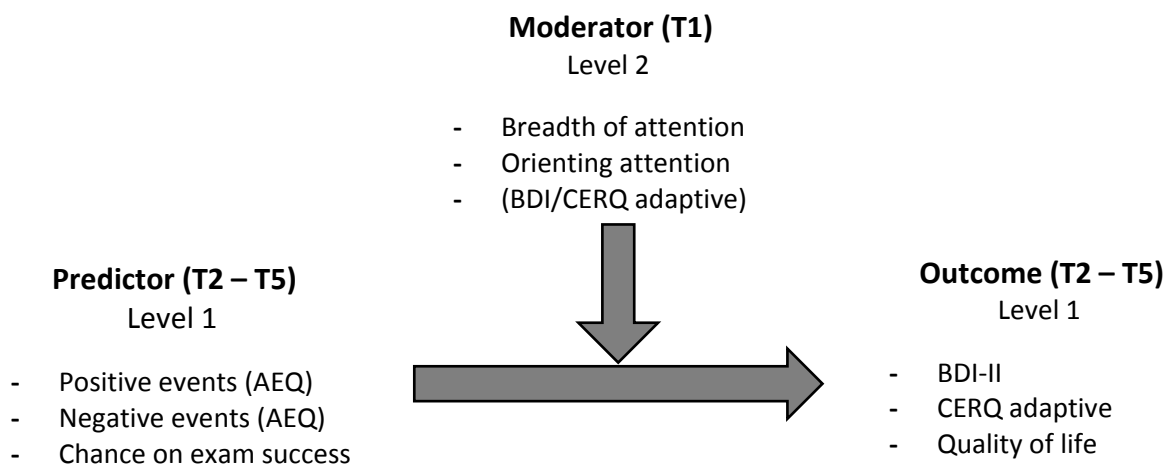 Moderator (T1)
Level 2
- Breadth of attention
- Orienting attention
- (BDI/CERQ adaptive)
Predictor (T2 – T5)
Level 1
- Positive events (AEQ)
- Negative events (AEQ)
- Chance on exam success
Outcome (T2 – T5)
Level 1
- BDI-II
- CERQ adaptive
- Quality of life